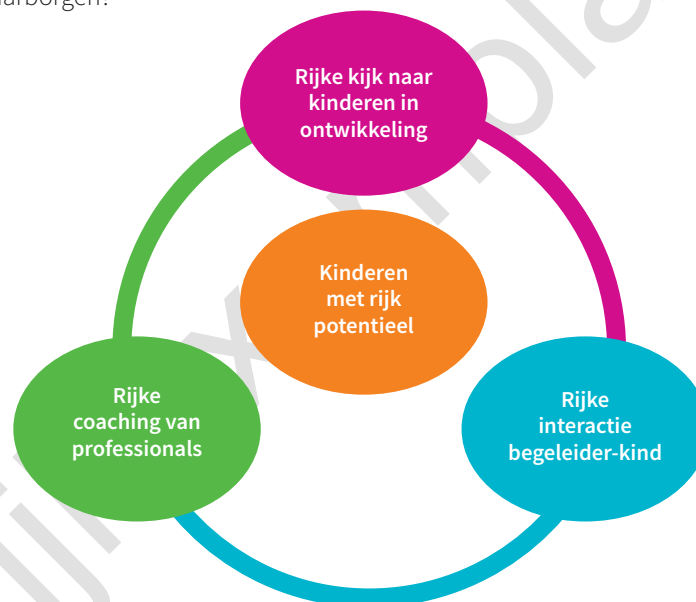 Rijke kijk naar
kinderen in
ontwikkeling
Kinderen
met rijk
potentieel
Rijke
coaching van
professionals
Rijke
interactie
begeleider-kind